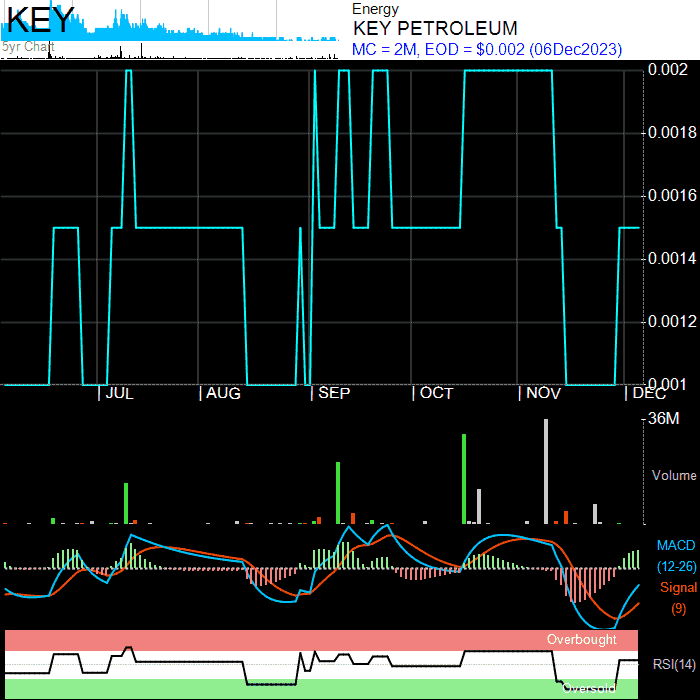 KEY
5yr Chart
Energy
KEY PETROLEUM
MC = 2M, EOD = $0.002 (06Dec2023)
0.002
0.0018
0.0016
0.0014
0.0012
0.001
| JUL | AUG | SEP | OCT | NOV | DEC
36M
Volume
MACD
(12-26)
Signal
(9)
Overbought
RSI(14)
Oversold